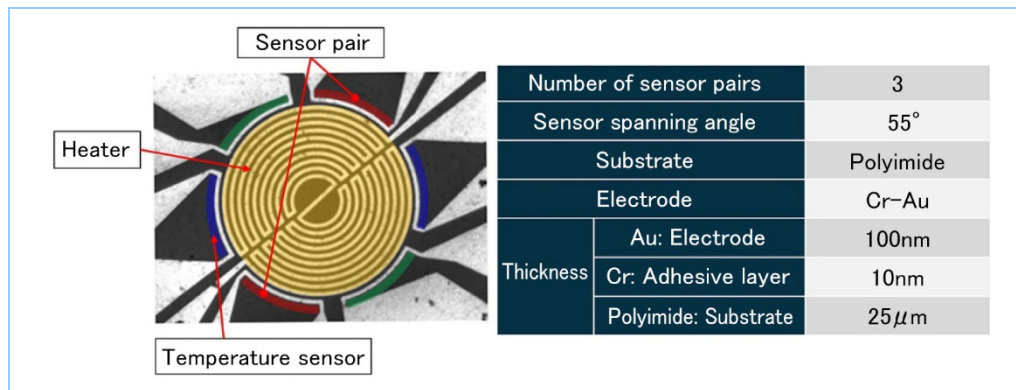 Sensor pair
Heater
Temperature sensor
Number of sensor pairs 3
Sensor spanning angle 55°
Substrate Polyimide
Electrode Cr-Au
Thickness
Au: Electrode 100nm
Cr: Adhesive layer 10nm
Polyimide: Substrate 25μm